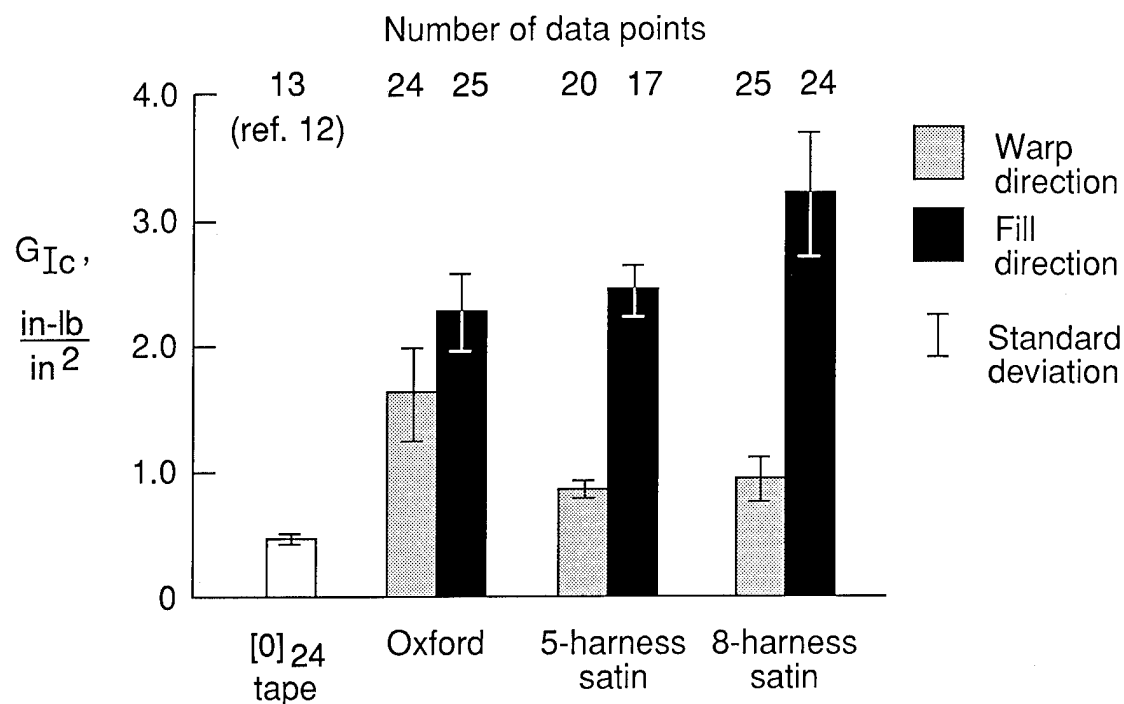 Number of data points
13 24 25 20 17 25 24
(ref. 12)
4.0
3.0
2.0
1.0
0
G_Ic,
in-lb
in²
Warp
direction
Fill
direction
Standard
deviation
[0]24
tape
Oxford
5-harness
satin
8-harness
satin